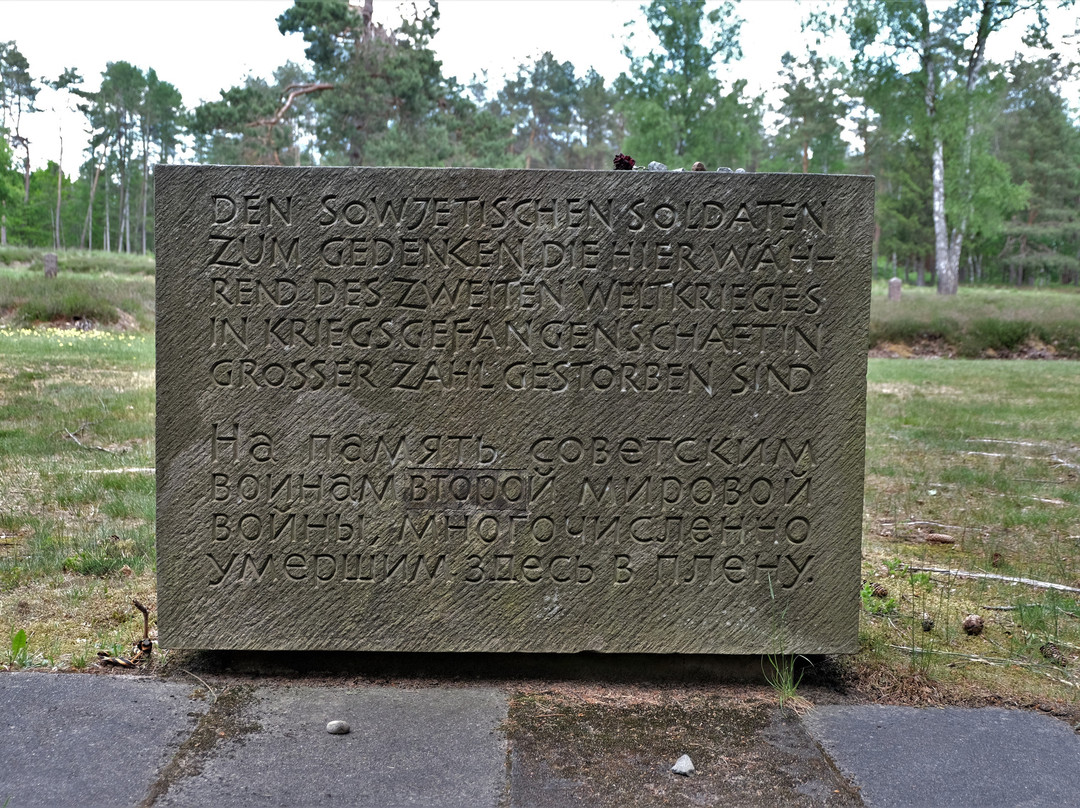 DEN SOWJETISCHEN SOLDATEN
ZUM GEDENKEN, DIE HIER WÄH-
REND DES ZWEITEN WELTKRIEGES
IN KRIEGSGEFANGENSCHAFT IN
GROSSER ZAHL GESTORBEN SIND
На память советским
воинам второй мировой
войны, многочисленно
умершим здесь в плену.